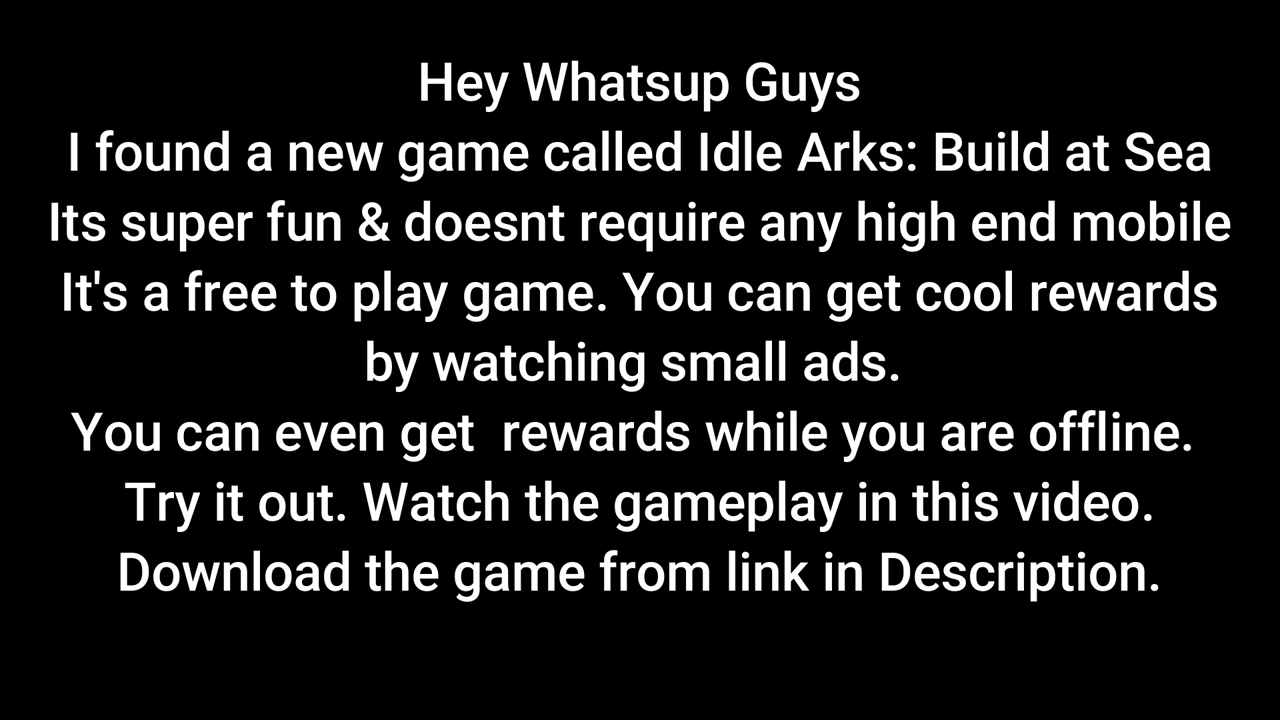 Hey Whatsup Guys
I found a new game called Idle Arks: Build at Sea
Its super fun & doesnt require any high end mobile
It's a free to play game. You can get cool rewards
by watching small ads.
You can even get  rewards while you are offline.
Try it out. Watch the gameplay in this video.
Download the game from link in Description.